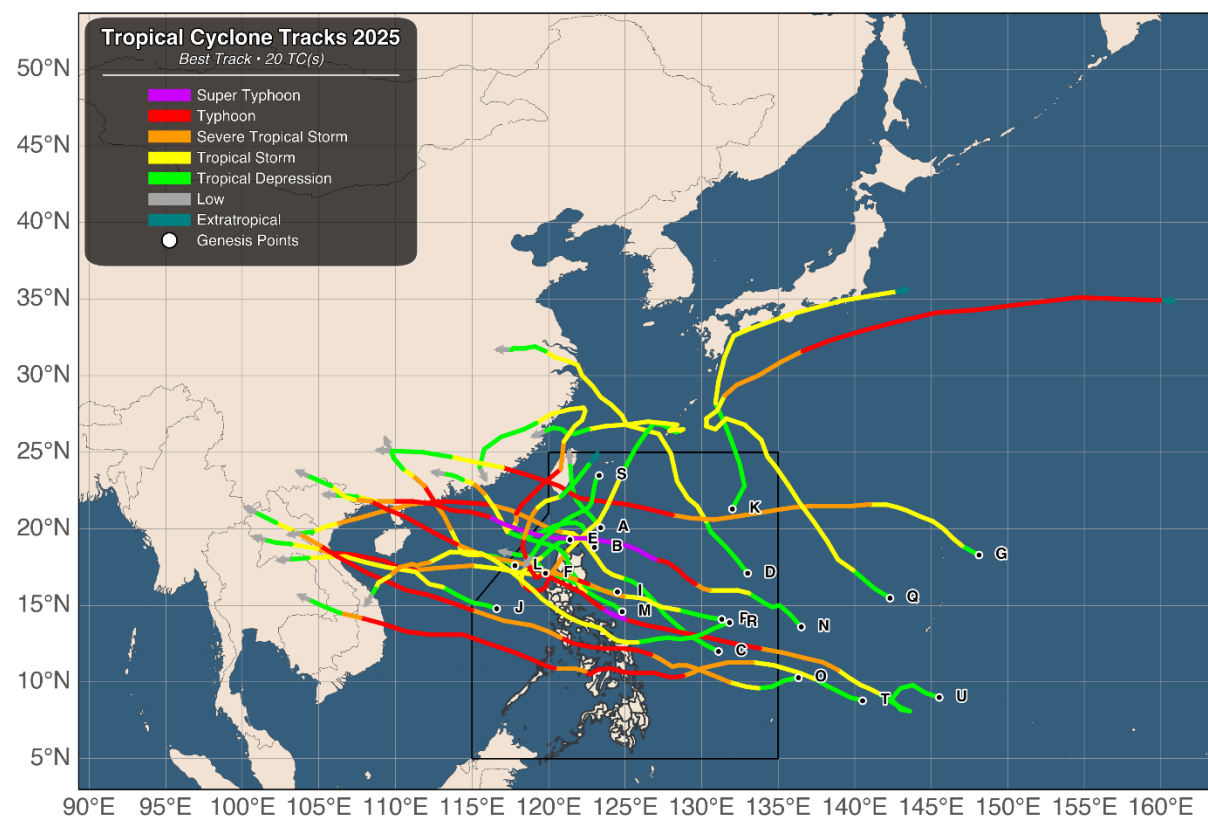 Tropical Cyclone Tracks 2025
Best Track • 20 TC(s)
Super Typhoon
Typhoon
Severe Tropical Storm
Tropical Storm
Tropical Depression
Low
Extratropical
Genesis Points
50°N
45°N
40°N
35°N
30°N
25°N
20°N
15°N
10°N
5°N
S
A
E
B
K
G
L
F
D
I
Q
J
M
P
R
N
C
O
T
U
90°E
95°E
100°E
105°E
110°E
115°E
120°E
125°E
130°E
135°E
140°E
145°E
150°E
155°E
160°E